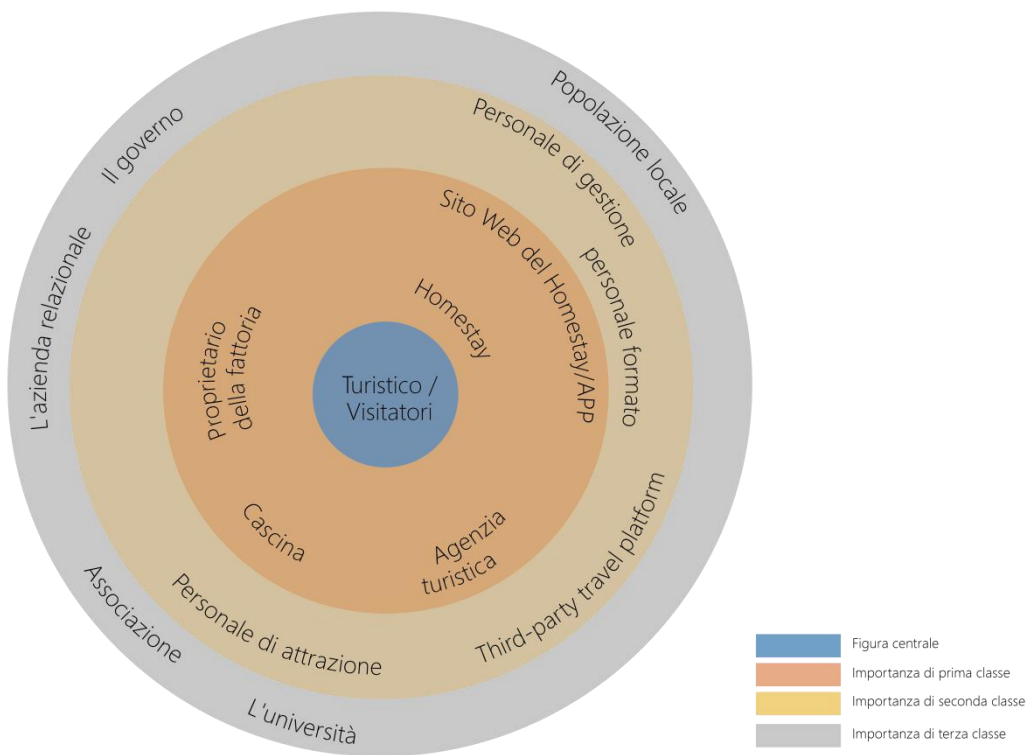 Il governo
Popolazione locale
L'azienda relazionale
Associazione
L'università
Personale di gestione
personale formato
Third-party travel platform
Personale di attrazione
Sito Web del Homestay/APP
Homestay
Proprietario
della fattoria
Cascina
Agenzia
turistica
Turistico /
Visitatori
Figura centrale
Importanza di prima classe
Importanza di seconda classe
Importanza di terza classe